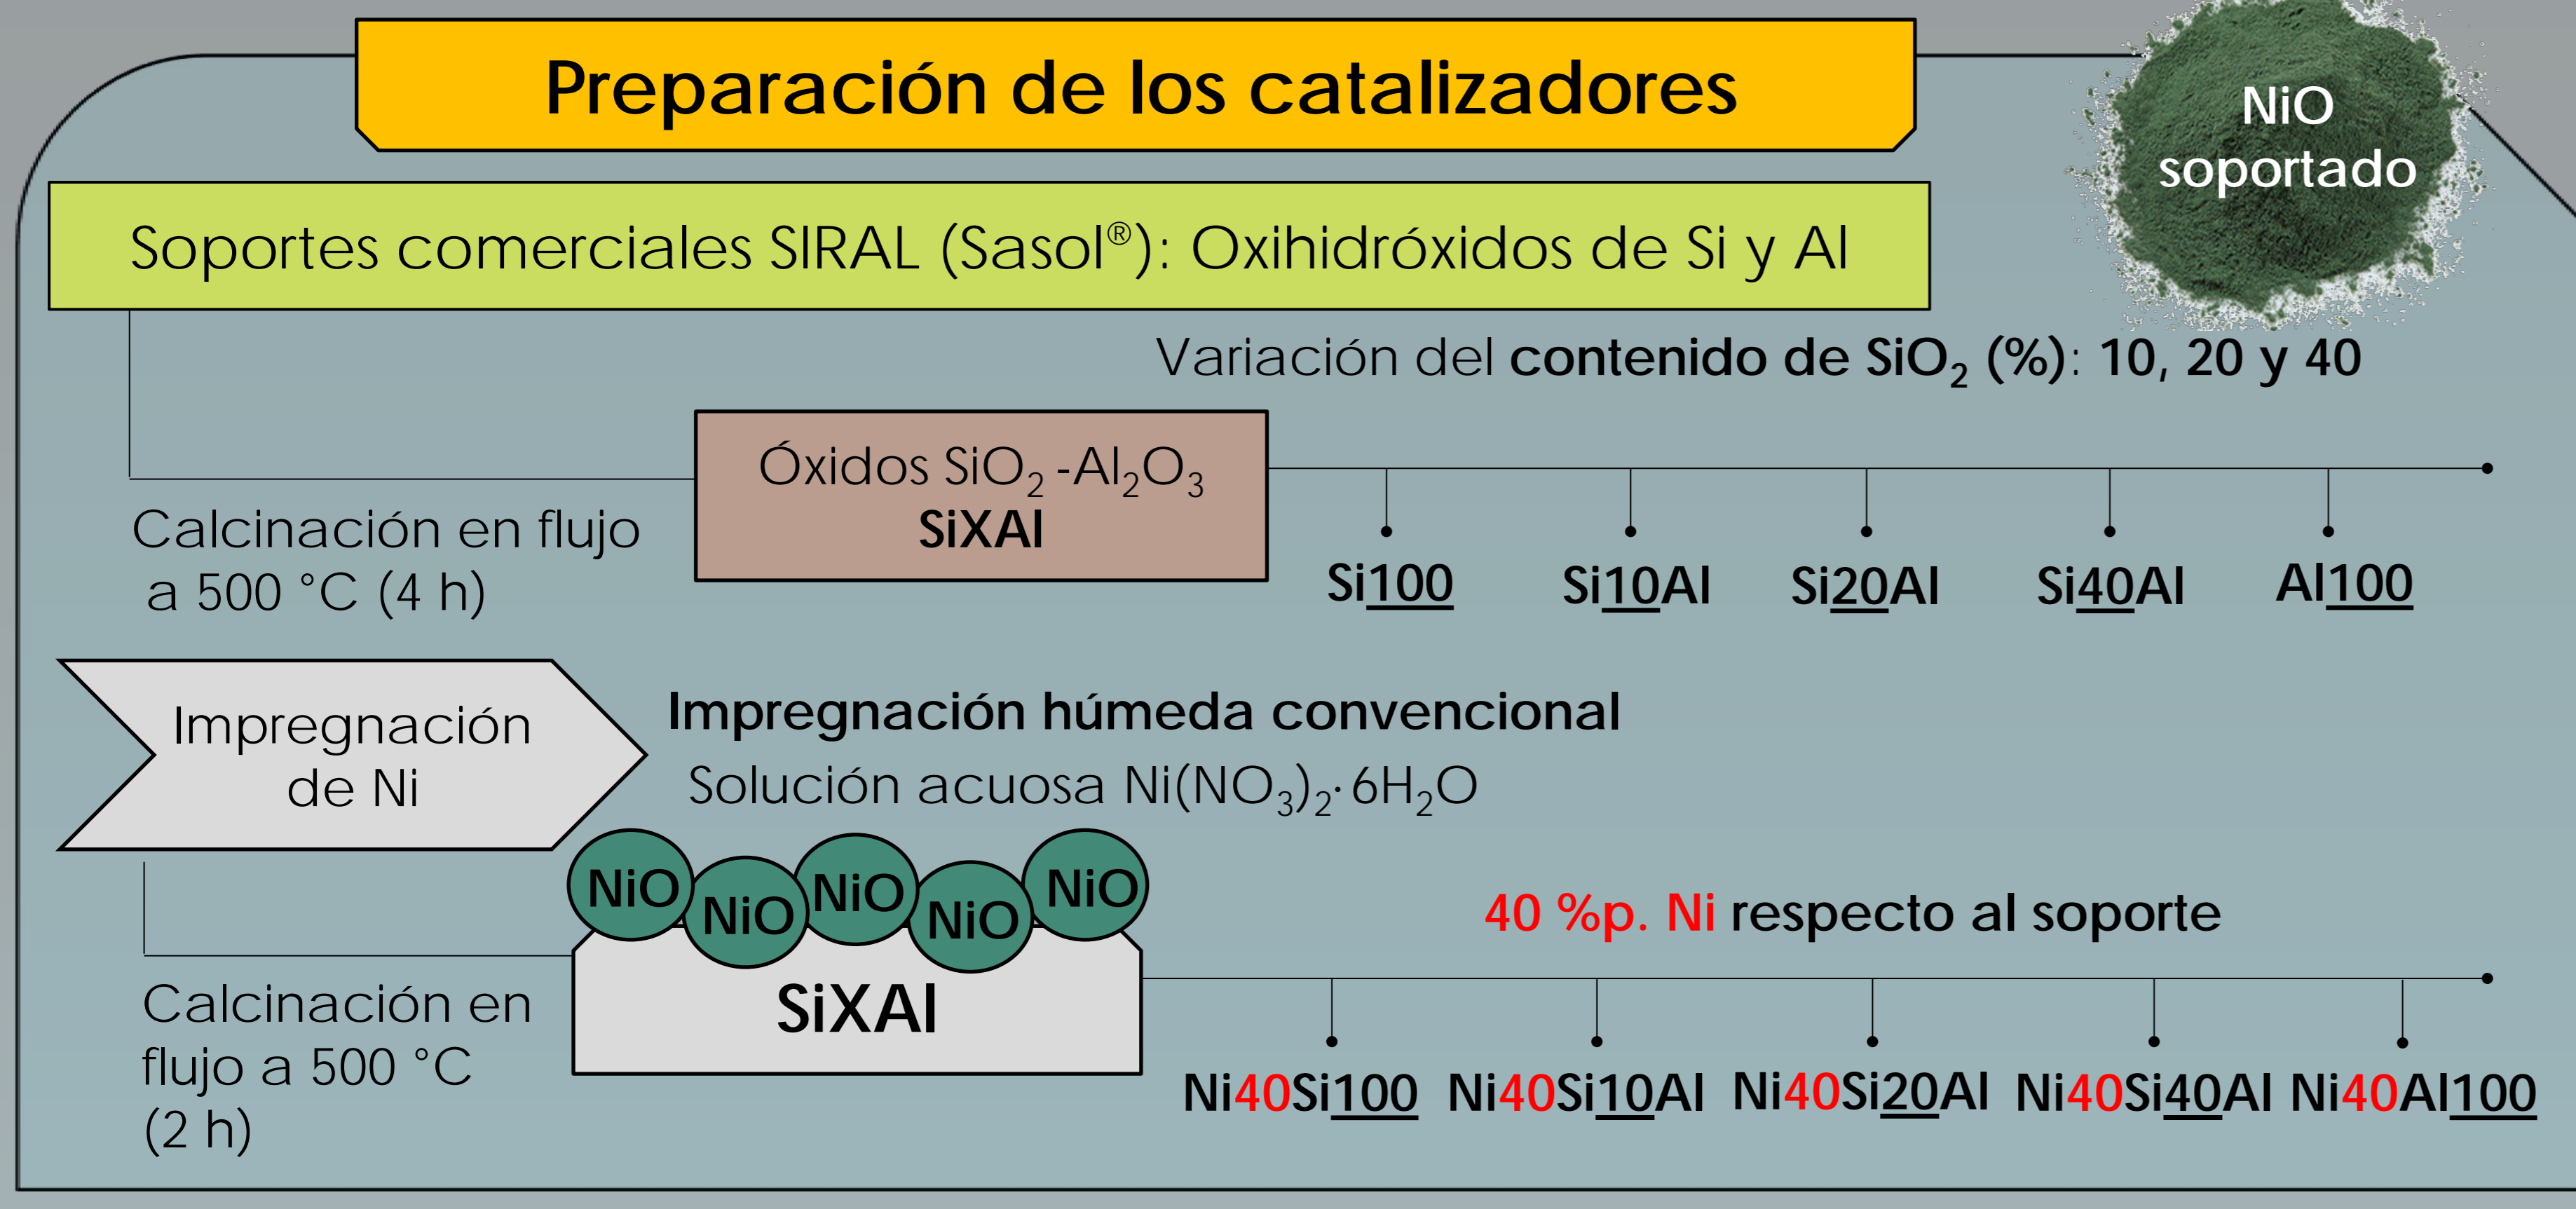 Preparación de los catalizadores
NiO
soportado
Soportes comerciales SIRAL (Sasol®): Oxihidróxidos de Si y Al
Variación del contenido de SiO₂ (%): 10, 20 y 40
Óxidos SiO₂ -Al₂O₃
SiXAl
Calcinación en flujo
a 500 °C (4 h)
Si100 Si10Al Si20Al Si40Al Al100
Impregnación
de Ni
Impregnación húmeda convencional
Solución acuosa Ni(NO₃)₂·6H₂O
NiO NiO NiO NiO NiO
SiXAl
40 %p. Ni respecto al soporte
Calcinación en
flujo a 500 °C
(2 h)
Ni40Si100 Ni40Si10Al Ni40Si20Al Ni40Si40Al Ni40Al100